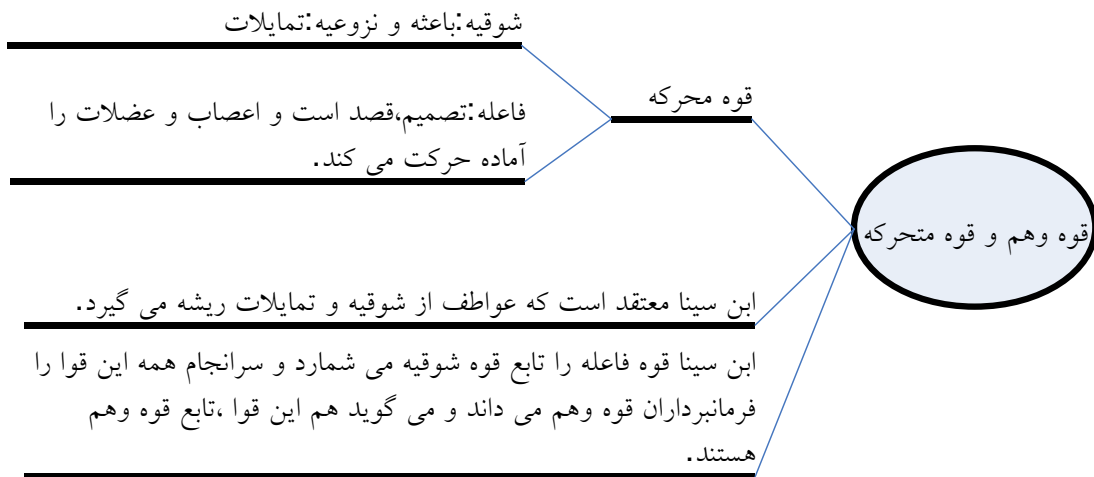 قوه وهم و قوه متحرکه
قوه محرکه
شوقیه:باعثه و نزوعیه:تمایلات
فاعله:تصمیم،قصد است و اعصاب و عضلات را
آماده حرکت می کند.
ابن سینا معتقد است که عواطف از شوقیه و تمایلات ریشه می گیرد.
ابن سینا قوه فاعله را تابع قوه شوقیه می شمارد و سرانجام همه این قوا را
فرمانبرداران قوه وهم می داند و می گوید هم این قوا ،تابع قوه وهم
هستند.